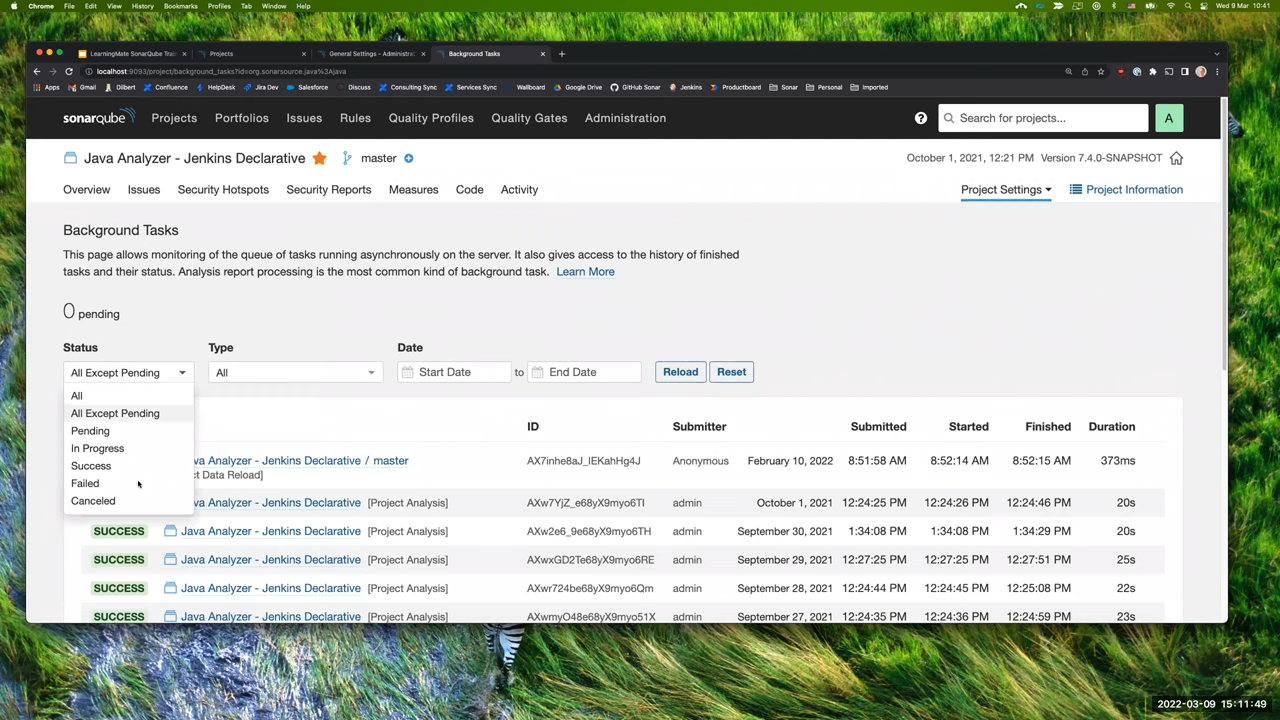 Chrome File Edit View History Bookmarks Profiles Tab Window Help Wed 9 Mar 10:41
LearningMate SonarQube Trai Projects General Settings - Administra Background Tasks
localhost:9093/project/background_tasks?id=org.sonarsource.java%3Ajava
Apps Gmail Dilbert Confluence HelpDesk Jira Dev Salesforce Discuss Consulting Sync Services Sync Wallboard Google Drive GitHub Sonar Jenkins Productboard Sonar Personal Imported
sonarqube Projects Portfolios Issues Rules Quality Profiles Quality Gates Administration ? Search for projects... A
Java Analyzer - Jenkins Declarative master October 1, 2021, 12:21 PM Version 7.4.0-SNAPSHOT
Overview Issues Security Hotspots Security Reports Measures Code Activity Project Settings Project Information
Background Tasks
This page allows monitoring of the queue of tasks running asynchronously on the server. It also gives access to the history of finished
tasks and their status. Analysis report processing is the most common kind of background task. Learn More
0 pending
Status Type Date
All Except Pending All Start Date to End Date Reload Reset
All
All Except Pending
Pending
In Progress
Success
Failed
Canceled
ID Submitter Submitted Started Finished Duration
va Analyzer - Jenkins Declarative / master AX7inhe8aJ_IEKahHg4J Anonymous February 10, 2022 8:51:58 AM 8:52:14 AM 8:52:15 AM 373ms
ct Data Reload]
Java Analyzer - Jenkins Declarative [Project Analysis] AXw7YjZ_e68yX9myo6TI admin October 1, 2021 12:24:25 PM 12:24:26 PM 12:24:46 PM 20s
SUCCESS Java Analyzer - Jenkins Declarative [Project Analysis] AXw2e6_9e68yX9myo6TH admin September 30, 2021 1:34:08 PM 1:34:08 PM 1:34:29 PM 20s
SUCCESS Java Analyzer - Jenkins Declarative [Project Analysis] AXwxGD2Te68yX9myo6RE admin September 29, 2021 12:27:25 PM 12:27:25 PM 12:27:51 PM 25s
SUCCESS Java Analyzer - Jenkins Declarative [Project Analysis] AXwr724be68yX9myo6Qm admin September 28, 2021 12:24:44 PM 12:24:45 PM 12:25:08 PM 22s
SUCCESS Java Analyzer - Jenkins Declarative [Project Analysis] AXwmyO48e68yX9myo51X admin September 27, 2021 12:24:35 PM 12:24:36 PM 12:24:59 PM 23s
2022-03-09 15:11:49